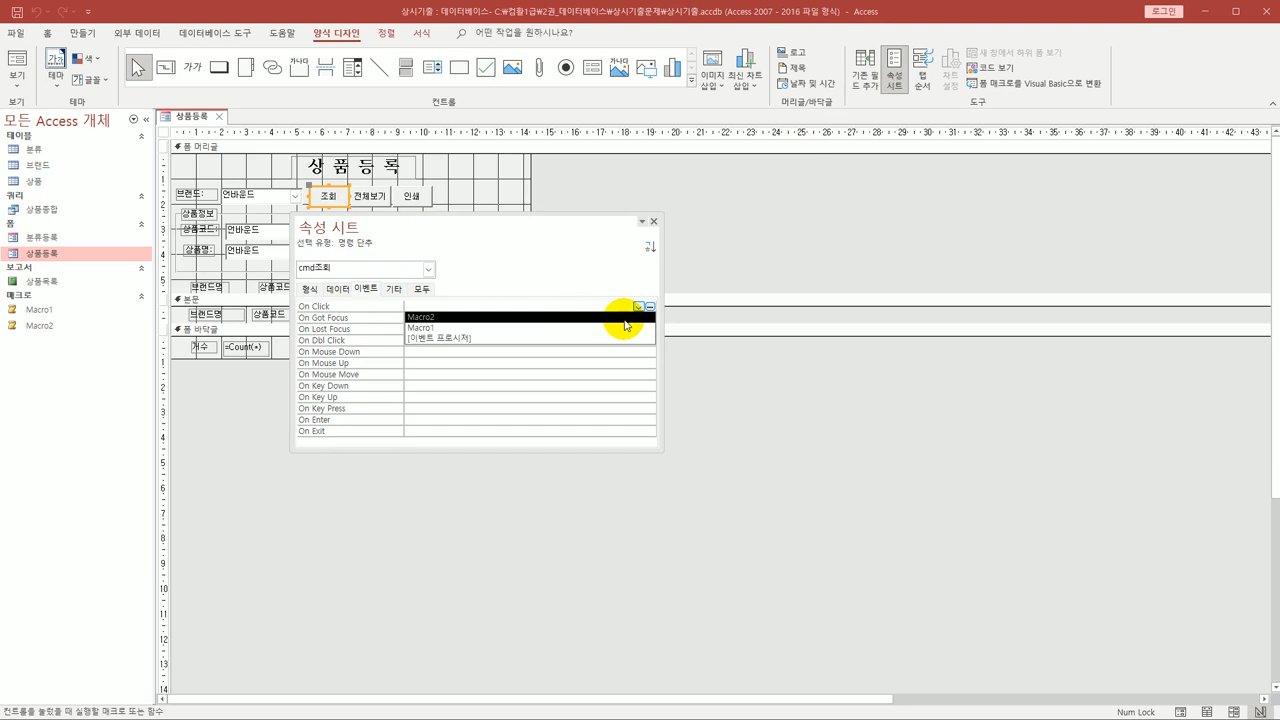 상시기출 : 데이터베이스- C:₩컴활1급₩2권_데이터베이스₩상시기출문제₩상시기출.accdb (Access 2007 - 2016 파일 형식) - Access
로그인
파일 홈 만들기 외부 데이터 데이터베이스 도구 도움말 양식 디자인 정렬 서식 어떤 작업을 원하시나요?
보기
테마
색
글꼴
이미지 삽입
최신 차트 삽입
로고
제목
날짜 및 시간
기존 필드 추가
속성 시트
탭 순서
차트 설정
새 창에서 하위 폼 보기
코드 보기
폼 매크로를 Visual Basic으로 변환
보기 테마 컨트롤 머리글/바닥글 도구
모든 Access 개체
테이블
분류
브랜드
상품
쿼리
상품종합
폼
분류등록
상품등록
보고서
상품목록
매크로
Macro1
Macro2
상품등록
폼 머리글
상 품 등 록
브랜드: 언바운드 조회 전체보기 인쇄
상품정보
상품코드: 언바운드
상품명: 언바운드
브랜드명 상품코드
본문
브랜드명 상품코드
폼 바닥글
개수 =Count(*)
속성 시트
선택 유형: 명령 단추
cmd조회
형식 데이터 이벤트 기타 모두
On Click
On Got Focus
On Lost Focus
On Dbl Click
On Mouse Down
On Mouse Up
On Mouse Move
On Key Down
On Key Up
On Key Press
On Enter
On Exit
Macro2
Macro1
[이벤트 프로시저]
컨트롤을 눌렀을 때 실행할 매크로 또는 함수
Num Lock